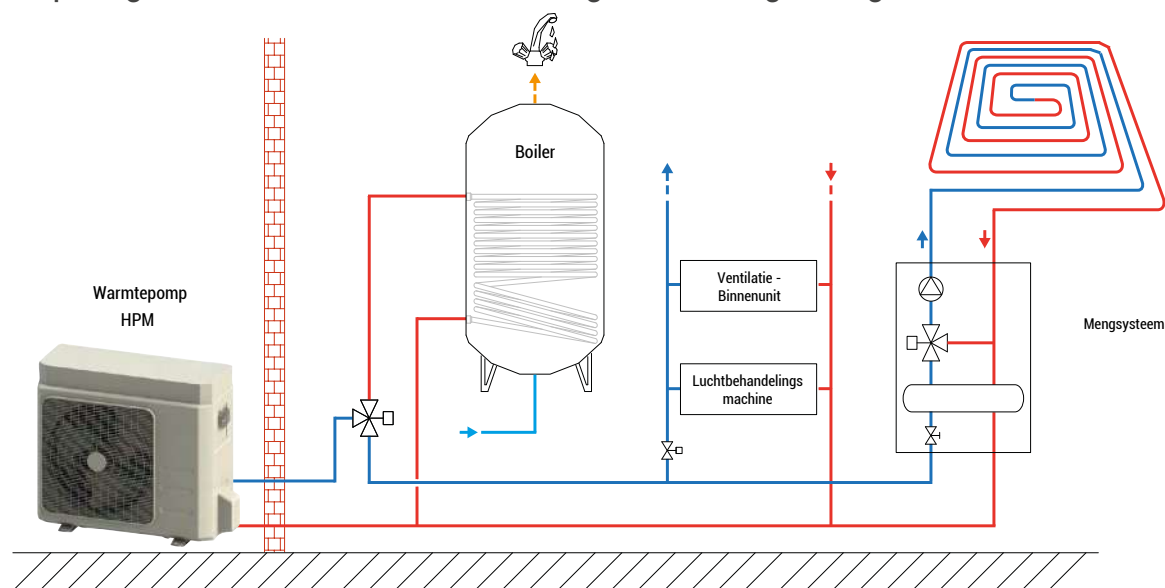 Boiler
Ventilatie -
Binnenunit
Warmtepomp
HPM
Mengsysteem
Luchtbehandelings
machine